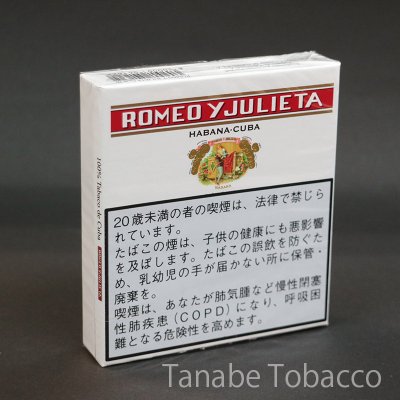 ROMEO Y JULIETA
HABANA-CUBA
HABANA
100% Tabaco de Cuba
20歳未満の者の喫煙は、法律で禁じら
れています。
たばこの煙は、子供の健康にも悪影響
を及ぼします。たばこの誤飲を防ぐた
め、乳幼児の手が届かない所に保管・
廃棄を。
喫煙は、あなたが肺気腫など慢性閉塞
性肺疾患(COPD)になり、呼吸困
難となる危険性を高めます。
Tanabe Tobacco